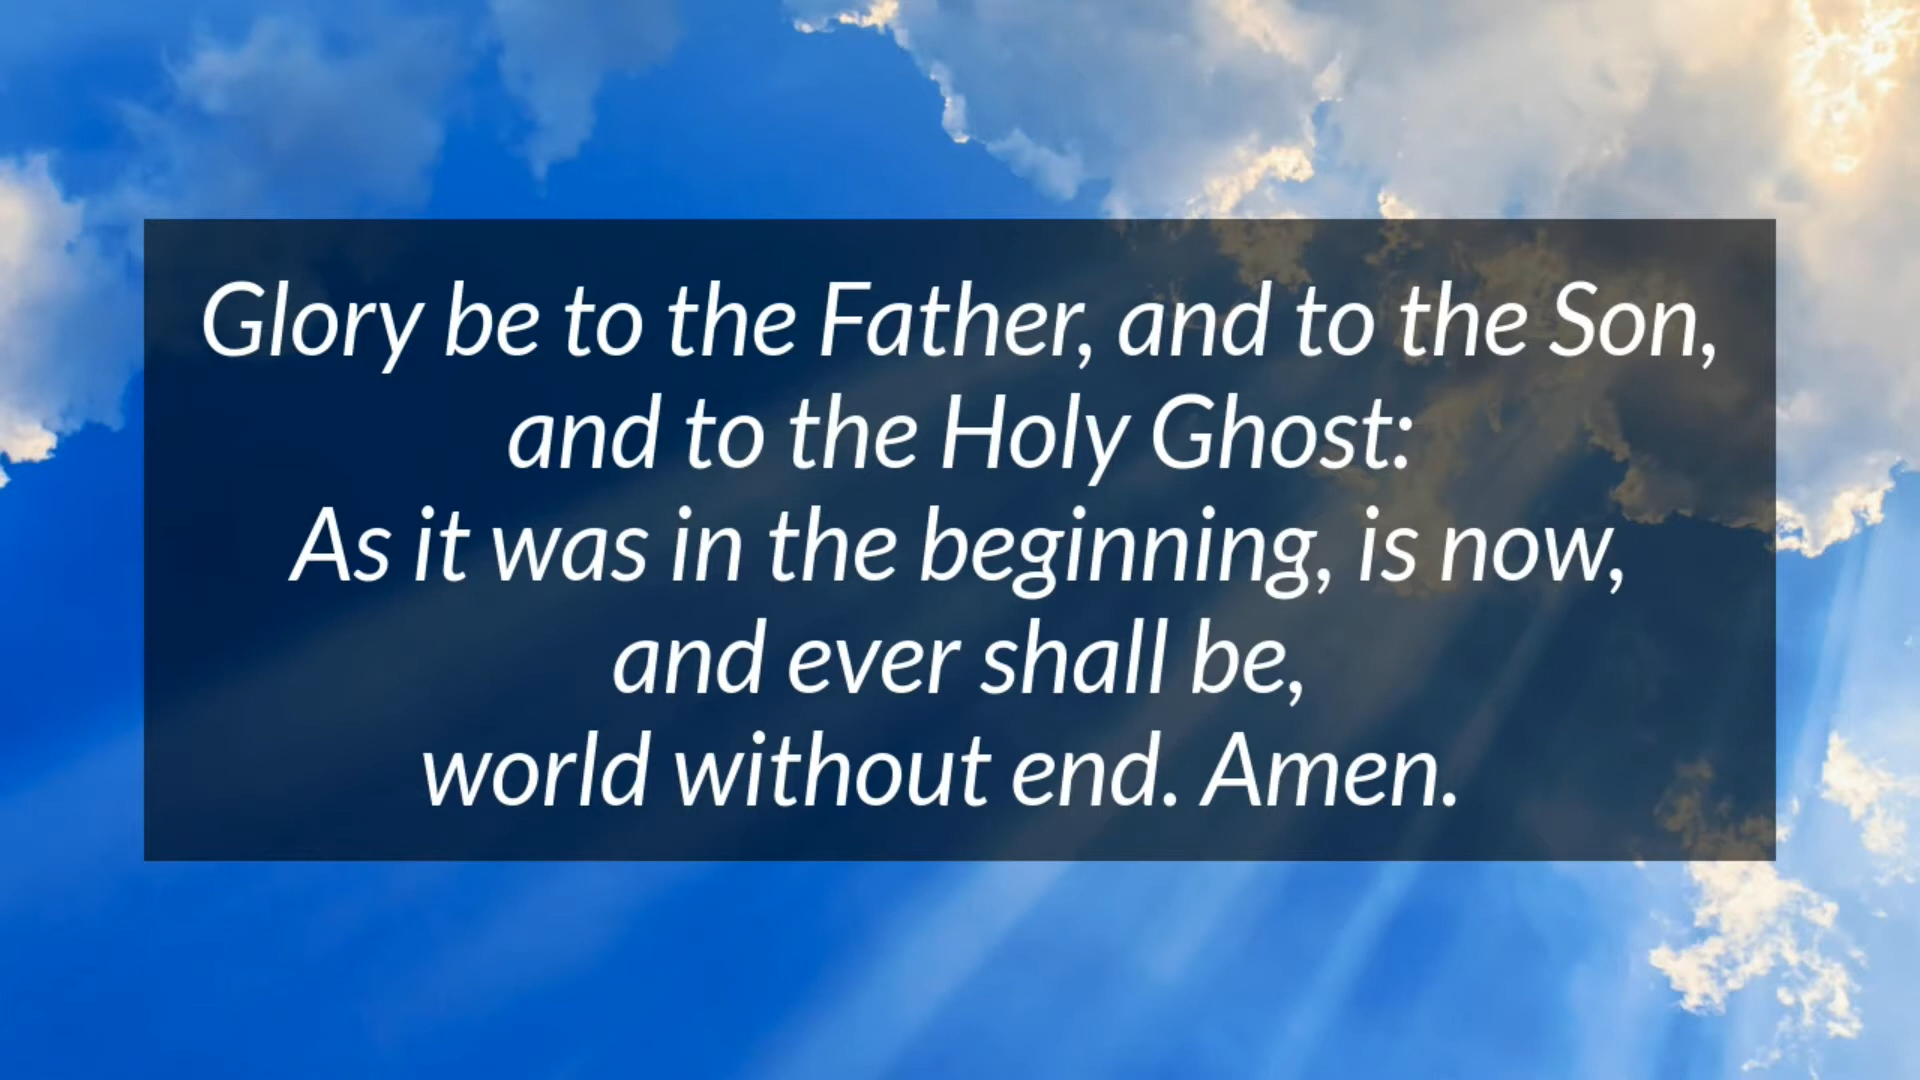 Glory be to the Father, and to the Son,
and to the Holy Ghost:
As it was in the beginning, is now,
and ever shall be,
world without end. Amen.